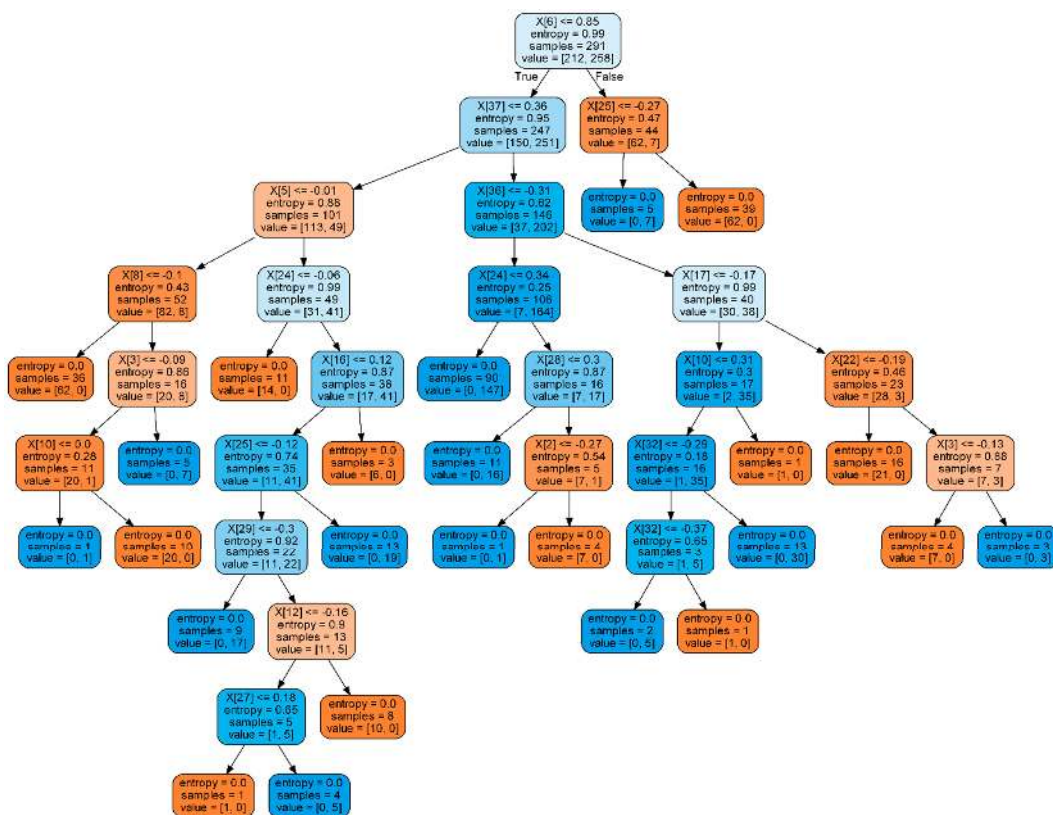 X[6] <= 0.85
entropy = 0.99
samples = 291
value = [212, 258]
True
False
X[37] <= 0.36
entropy = 0.95
samples = 247
value = [150, 251]
X[25] <= -0.27
entropy = 0.47
samples = 44
value = [62, 7]
X[5] <= -0.01
entropy = 0.88
samples = 101
value = [113, 49]
X[36] <= -0.31
entropy = 0.62
samples = 146
value = [37, 202]
entropy = 0.0
samples = 5
value = [0, 7]
entropy = 0.0
samples = 39
value = [62, 0]
X[8] <= -0.1
entropy = 0.43
samples = 52
value = [82, 8]
X[24] <= -0.06
entropy = 0.99
samples = 49
value = [31, 41]
X[24] <= 0.34
entropy = 0.25
samples = 106
value = [7, 164]
X[17] <= -0.17
entropy = 0.99
samples = 40
value = [30, 38]
entropy = 0.0
samples = 36
value = [62, 0]
X[3] <= -0.09
entropy = 0.86
samples = 16
value = [20, 8]
entropy = 0.0
samples = 11
value = [14, 0]
X[16] <= 0.12
entropy = 0.87
samples = 38
value = [17, 41]
entropy = 0.0
samples = 90
value = [0, 147]
X[28] <= 0.3
entropy = 0.87
samples = 16
value = [7, 17]
X[10] <= 0.31
entropy = 0.3
samples = 17
value = [2, 35]
X[22] <= -0.19
entropy = 0.46
samples = 23
value = [28, 3]
X[10] <= 0.0
entropy = 0.28
samples = 11
value = [20, 1]
entropy = 0.0
samples = 5
value = [0, 7]
X[25] <= -0.12
entropy = 0.74
samples = 35
value = [11, 41]
entropy = 0.0
samples = 3
value = [6, 0]
entropy = 0.0
samples = 11
value = [0, 16]
X[2] <= -0.27
entropy = 0.54
samples = 5
value = [7, 1]
X[32] <= -0.29
entropy = 0.18
samples = 16
value = [1, 35]
entropy = 0.0
samples = 1
value = [1, 0]
entropy = 0.0
samples = 16
value = [21, 0]
X[3] <= -0.13
entropy = 0.88
samples = 7
value = [7, 3]
entropy = 0.0
samples = 1
value = [0, 1]
entropy = 0.0
samples = 10
value = [20, 0]
X[29] <= -0.3
entropy = 0.92
samples = 22
value = [11, 22]
entropy = 0.0
samples = 13
value = [0, 19]
entropy = 0.0
samples = 1
value = [0, 1]
entropy = 0.0
samples = 4
value = [7, 0]
X[32] <= -0.37
entropy = 0.65
samples = 3
value = [1, 5]
entropy = 0.0
samples = 13
value = [0, 30]
entropy = 0.0
samples = 4
value = [7, 0]
entropy = 0.0
samples = 3
value = [0, 3]
entropy = 0.0
samples = 9
value = [0, 17]
X[12] <= -0.16
entropy = 0.9
samples = 13
value = [11, 5]
entropy = 0.0
samples = 2
value = [0, 5]
entropy = 0.0
samples = 1
value = [1, 0]
X[27] <= 0.18
entropy = 0.65
samples = 5
value = [1, 5]
entropy = 0.0
samples = 8
value = [10, 0]
entropy = 0.0
samples = 1
value = [1, 0]
entropy = 0.0
samples = 4
value = [0, 5]